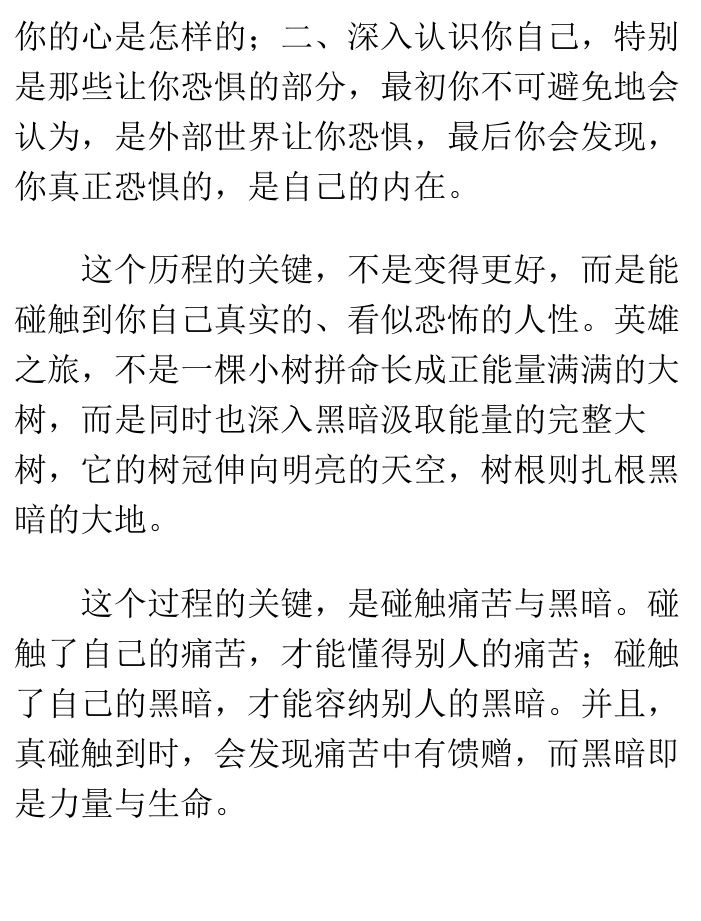 你的心是怎样的；二、深入认识你自己，特别
是那些让你恐惧的部分，最初你不可避免地会
认为，是外部世界让你恐惧，最后你会发现，
你真正恐惧的，是自己的内在。
这个历程的关键，不是变得更好，而是能
碰触到你自己真实的、看似恐怖的人性。英雄
之旅，不是一棵小树拼命长成正能量满满的大
树，而是同时也深入黑暗汲取能量的完整大
树，它的树冠伸向明亮的天空，树根则扎根黑
暗的大地。
这个过程的关键，是碰触痛苦与黑暗。碰
触了自己的痛苦，才能懂得别人的痛苦；碰触
了自己的黑暗，才能容纳别人的黑暗。并且，
真碰触到时，会发现痛苦中有馈赠，而黑暗即
是力量与生命。